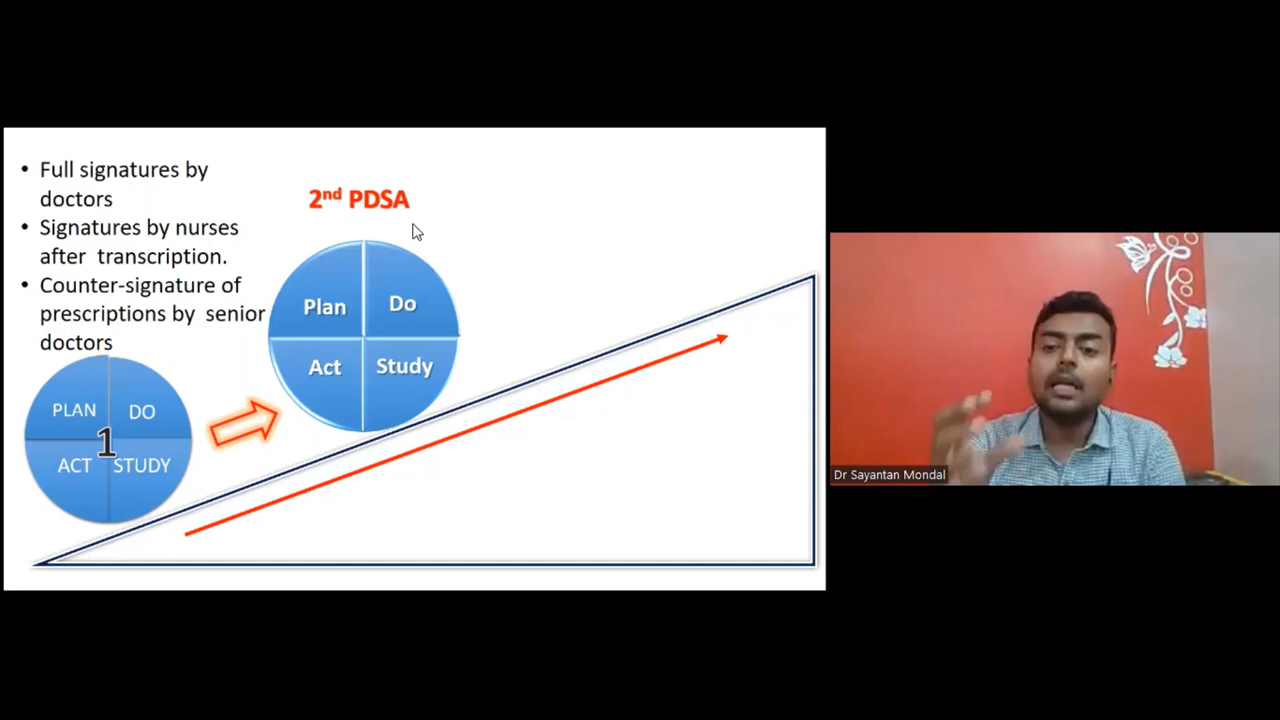 • Full signatures by
doctors
• Signatures by nurses
after transcription.
• Counter-signature of
prescriptions by senior
doctors
2nd PDSA
Plan
Do
Act
Study
PLAN
DO
1
ACT
STUDY
Dr Sayantan Mondal